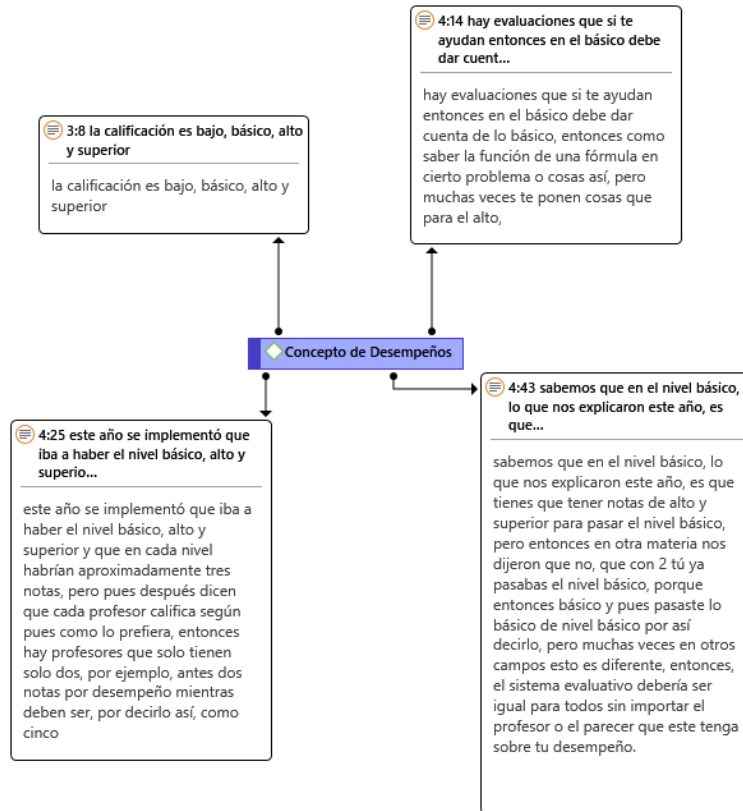 4:14 hay evaluaciones que si te
ayudan entonces en el básico debe
dar cuent...
hay evaluaciones que si te ayudan
entonces en el básico debe dar
cuenta de lo básico, entonces como
saber la función de una fórmula en
cierto problema o cosas así, pero
muchas veces te ponen cosas que
para el alto,
3:8 la calificación es bajo, básico, alto
y superior
la calificación es bajo, básico, alto y
superior
Concepto de Desempeños
4:25 este año se implementó que
iba a haber el nivel básico, alto y
superio...
este año se implementó que iba a
haber el nivel básico, alto y
superior y que en cada nivel
habrían aproximadamente tres
notas, pero pues después dicen
que cada profesor califica según
pues como lo prefiera, entonces
hay profesores que solo tienen
solo dos, por ejemplo, antes dos
notas por desempeño mientras
deben ser, por decirlo así, como
cinco
4:43 sabemos que en el nivel básico,
lo que nos explicaron este año, es
que...
sabemos que en el nivel básico, lo
que nos explicaron este año, es que
tienes que tener notas de alto y
superior para pasar el nivel básico,
pero entonces en otra materia nos
dijeron que no, que con 2 tú ya
pasabas el nivel básico, porque
entonces básico y pues pasaste lo
básico de nivel básico por así
decirlo, pero muchas veces en otros
campos esto es diferente, entonces,
el sistema evaluativo debería ser
igual para todos sin importar el
profesor o el parecer que este tenga
sobre tu desempeño.